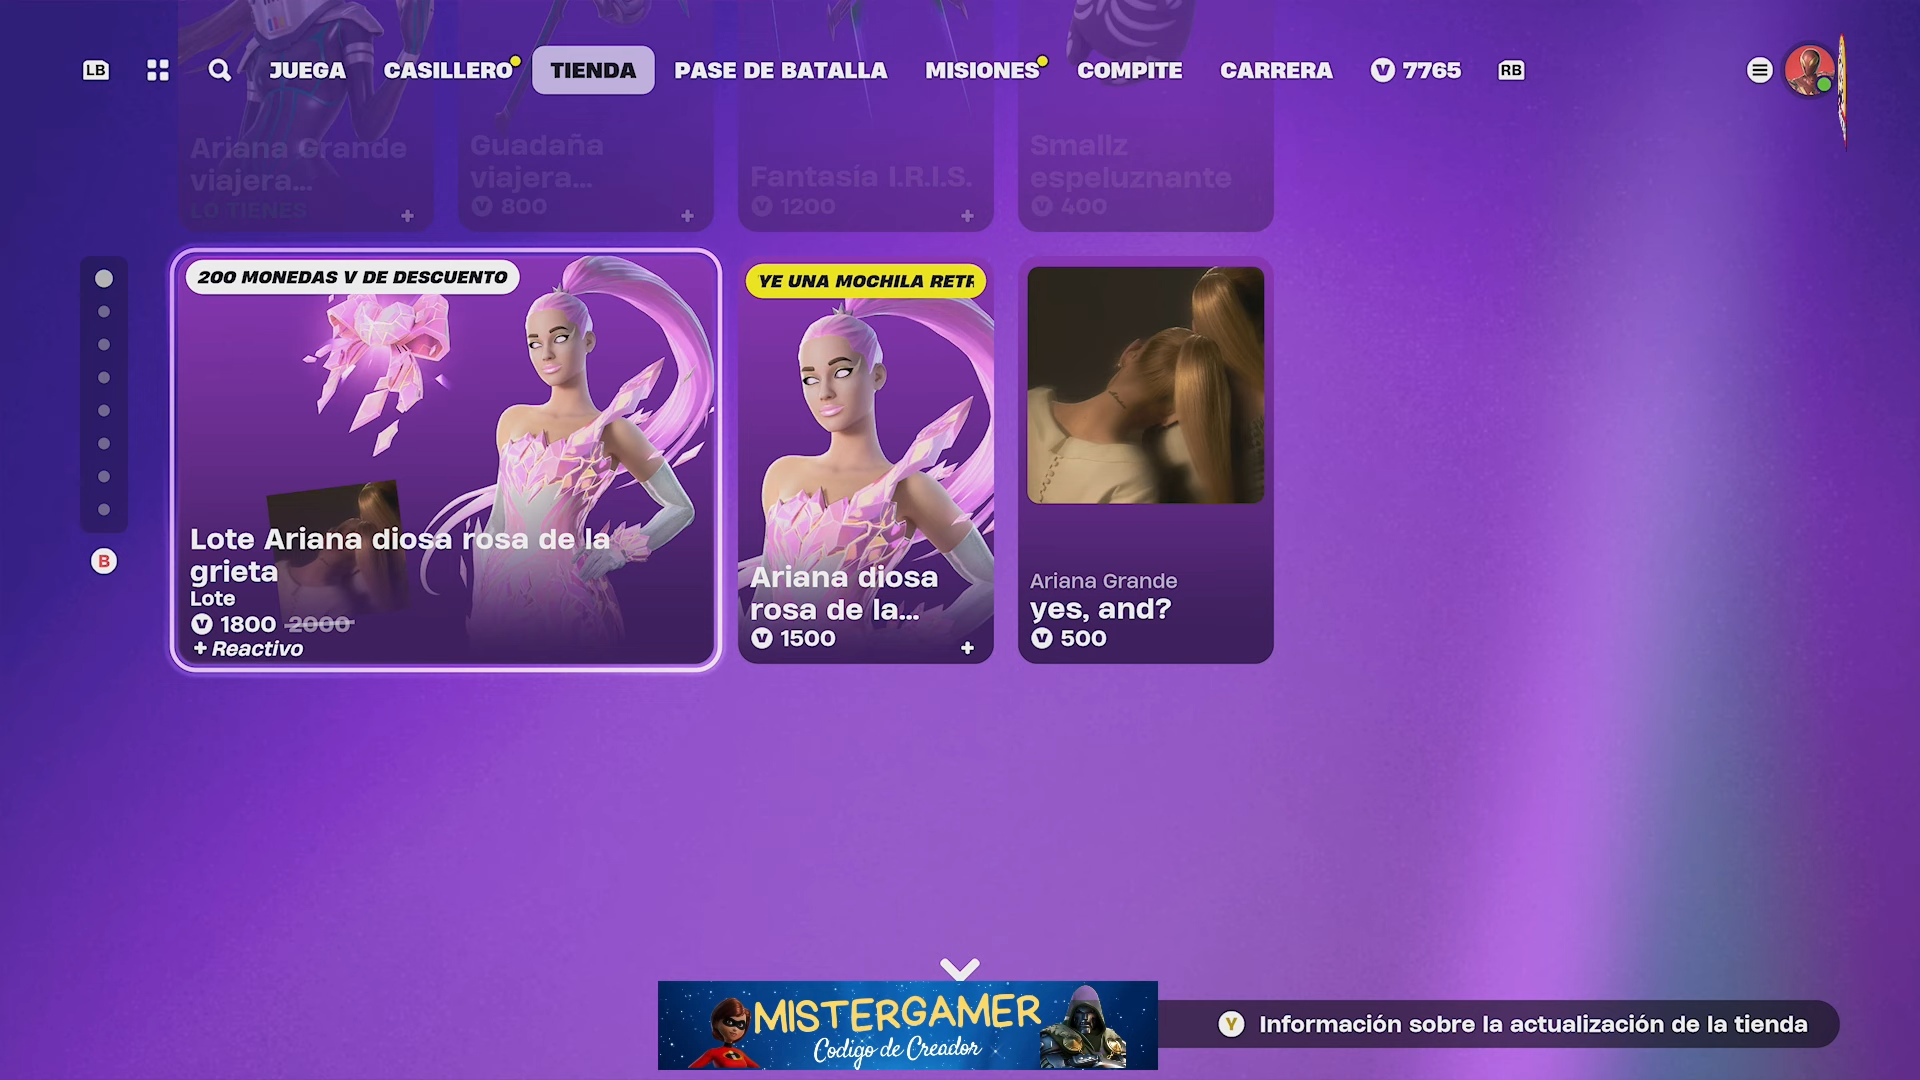 LB
JUEGA
CASILLERO
TIENDA
PASE DE BATALLA
MISIONES
COMPITE
CARRERA
V 7765
RB
Ariana Grande
viajera...
LO TIENES
+
Guadaña
viajera...
V 800
+
Fantasía I.R.I.S.
V 1200
+
Smallz
espeluznante
V 400
200 MONEDAS V DE DESCUENTO
Lote Ariana diosa rosa de la
grieta
Lote
V 1800 2000
+ Reactivo
YE UNA MOCHILA RETR
Ariana diosa
rosa de la...
V 1500
+
Ariana Grande
yes, and?
V 500
B
MISTERGAMER
Codigo de Creador
Y Información sobre la actualización de la tienda